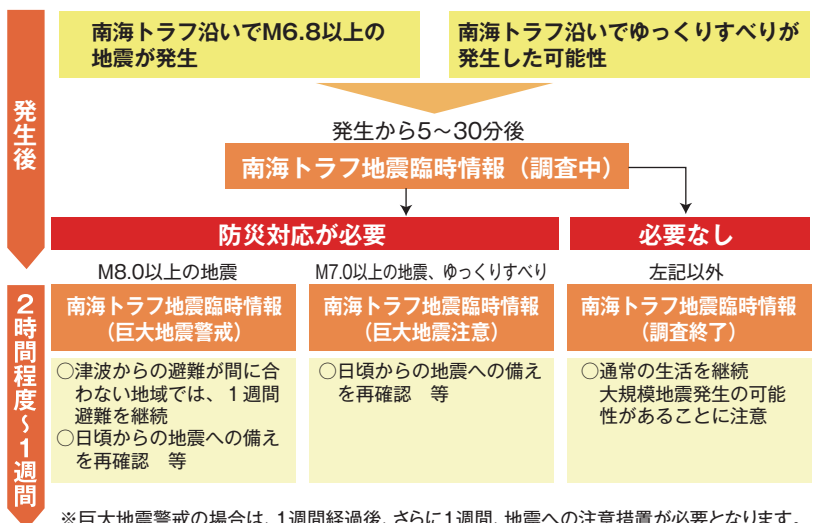 南海トラフ沿いでM6.8以上の
地震が発生
南海トラフ沿いでゆっくりすべりが
発生した可能性
発生後
発生から5～30分後
南海トラフ地震臨時情報（調査中）
防災対応が必要
必要なし
2時間程度～1週間
M8.0以上の地震
南海トラフ地震臨時情報
（巨大地震警戒）
○津波からの避難が間に合
わない地域では、１週間
避難を継続
○日頃からの地震への備え
を再確認　等
M7.0以上の地震、ゆっくりすべり
南海トラフ地震臨時情報
（巨大地震注意）
○日頃からの地震への備え
を再確認　等
左記以外
南海トラフ地震臨時情報
（調査終了）
○通常の生活を継続
大規模地震発生の可能
性があることに注意
※巨大地震警戒の場合は、1週間経過後、さらに1週間、地震への注意措置が必要となります。